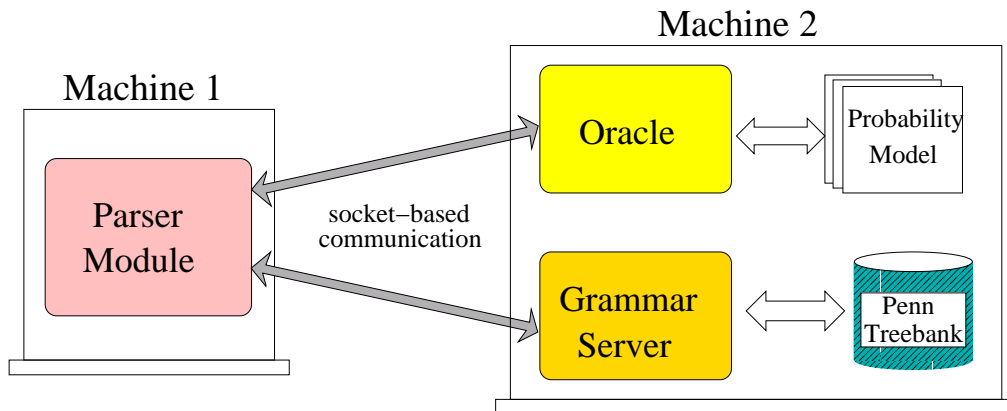 Machine 1
Machine 2
Parser
Module
socket−based
communication
Oracle
Probability
Model
Grammar
Server
Penn
Treebank